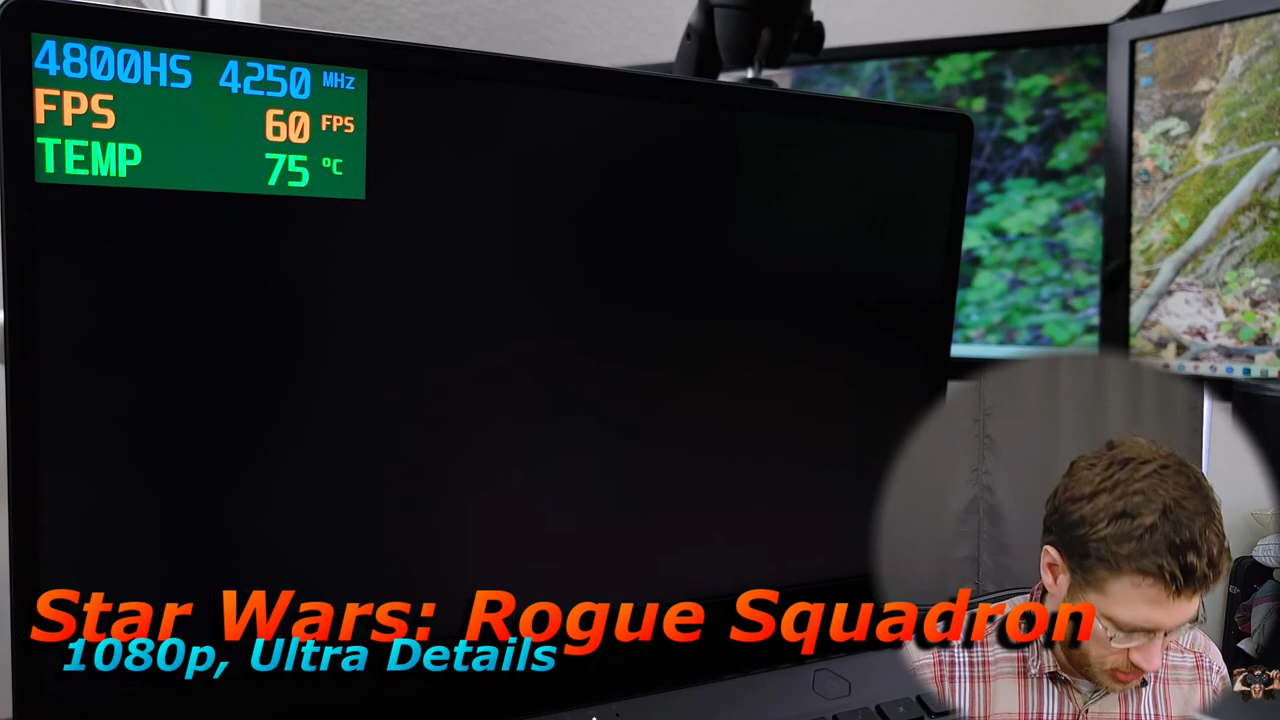 4800HS 4250 MHz
FPS 60 FPS
TEMP 75 °C
Star Wars: Rogue Squadron
1080p, Ultra Details